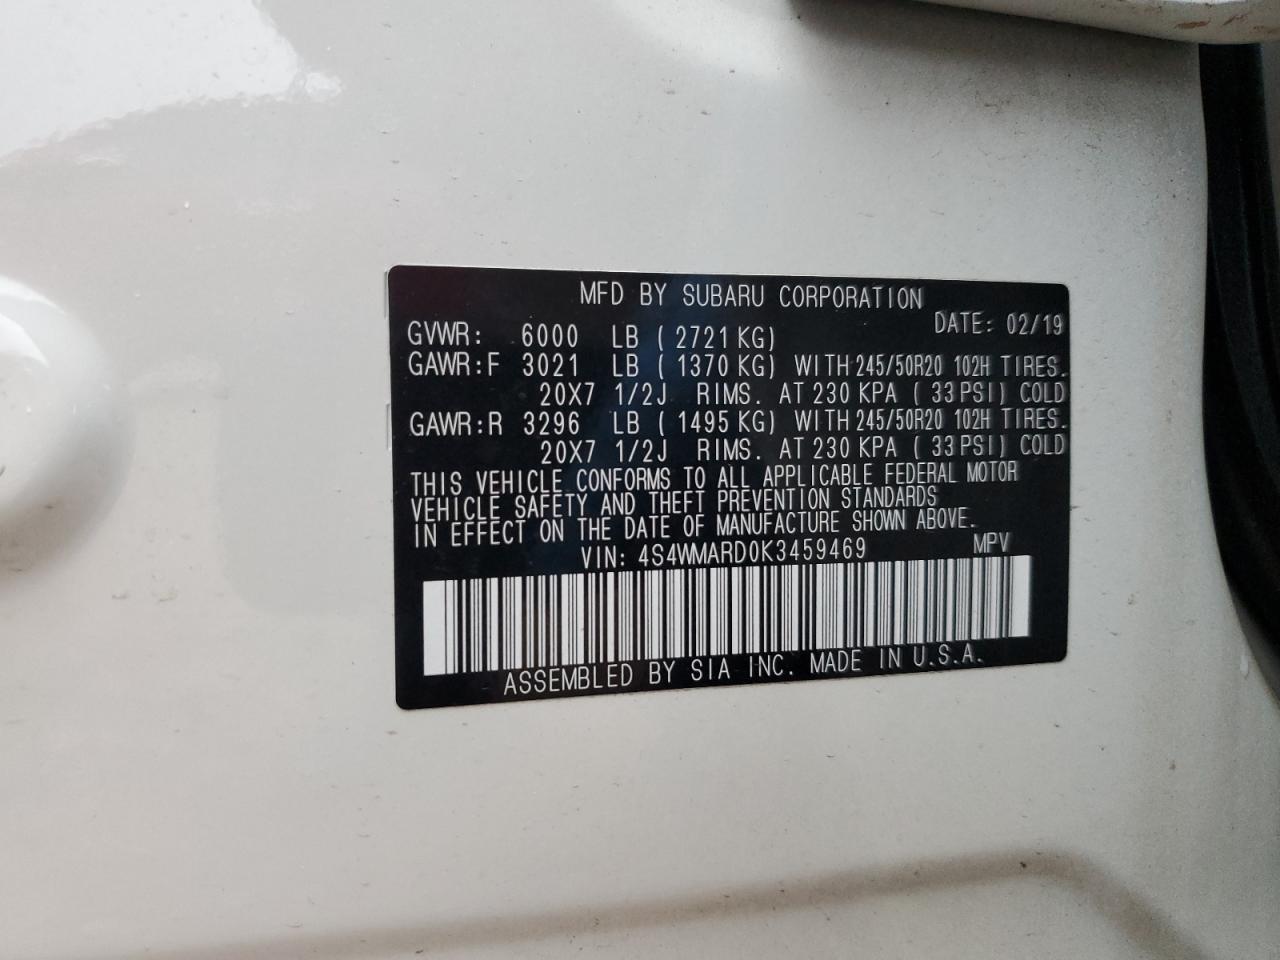 MFD BY SUBARU CORPORATION
DATE: 02/19
GVWR: 6000 LB ( 2721 KG)
GAWR:F 3021 LB ( 1370 KG) WITH 245/50R20 102H TIRES.
20X7 1/2J RIMS. AT 230 KPA ( 33 PSI) COLD
GAWR:R 3296 LB ( 1495 KG) WITH 245/50R20 102H TIRES.
20X7 1/2J RIMS. AT 230 KPA ( 33 PSI) COLD
THIS VEHICLE CONFORMS TO ALL APPLICABLE FEDERAL MOTOR
VEHICLE SAFETY AND THEFT PREVENTION STANDARDS
IN EFFECT ON THE DATE OF MANUFACTURE SHOWN ABOVE.
VIN: 4S4WMARD0K3459469 MPV
ASSEMBLED BY SIA INC. MADE IN U.S.A.